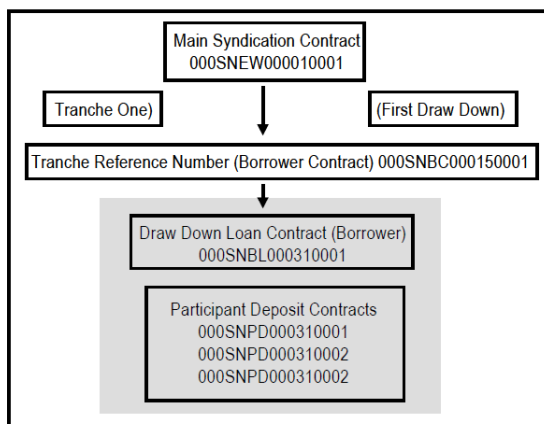 Main Syndication Contract
000SNEW000010001
Tranche One)
(First Draw Down)
Tranche Reference Number (Borrower Contract) 000SNBC000150001
Draw Down Loan Contract (Borrower)
000SNBL000310001
Participant Deposit Contracts
000SNPD000310001
000SNPD000310002
000SNPD000310002